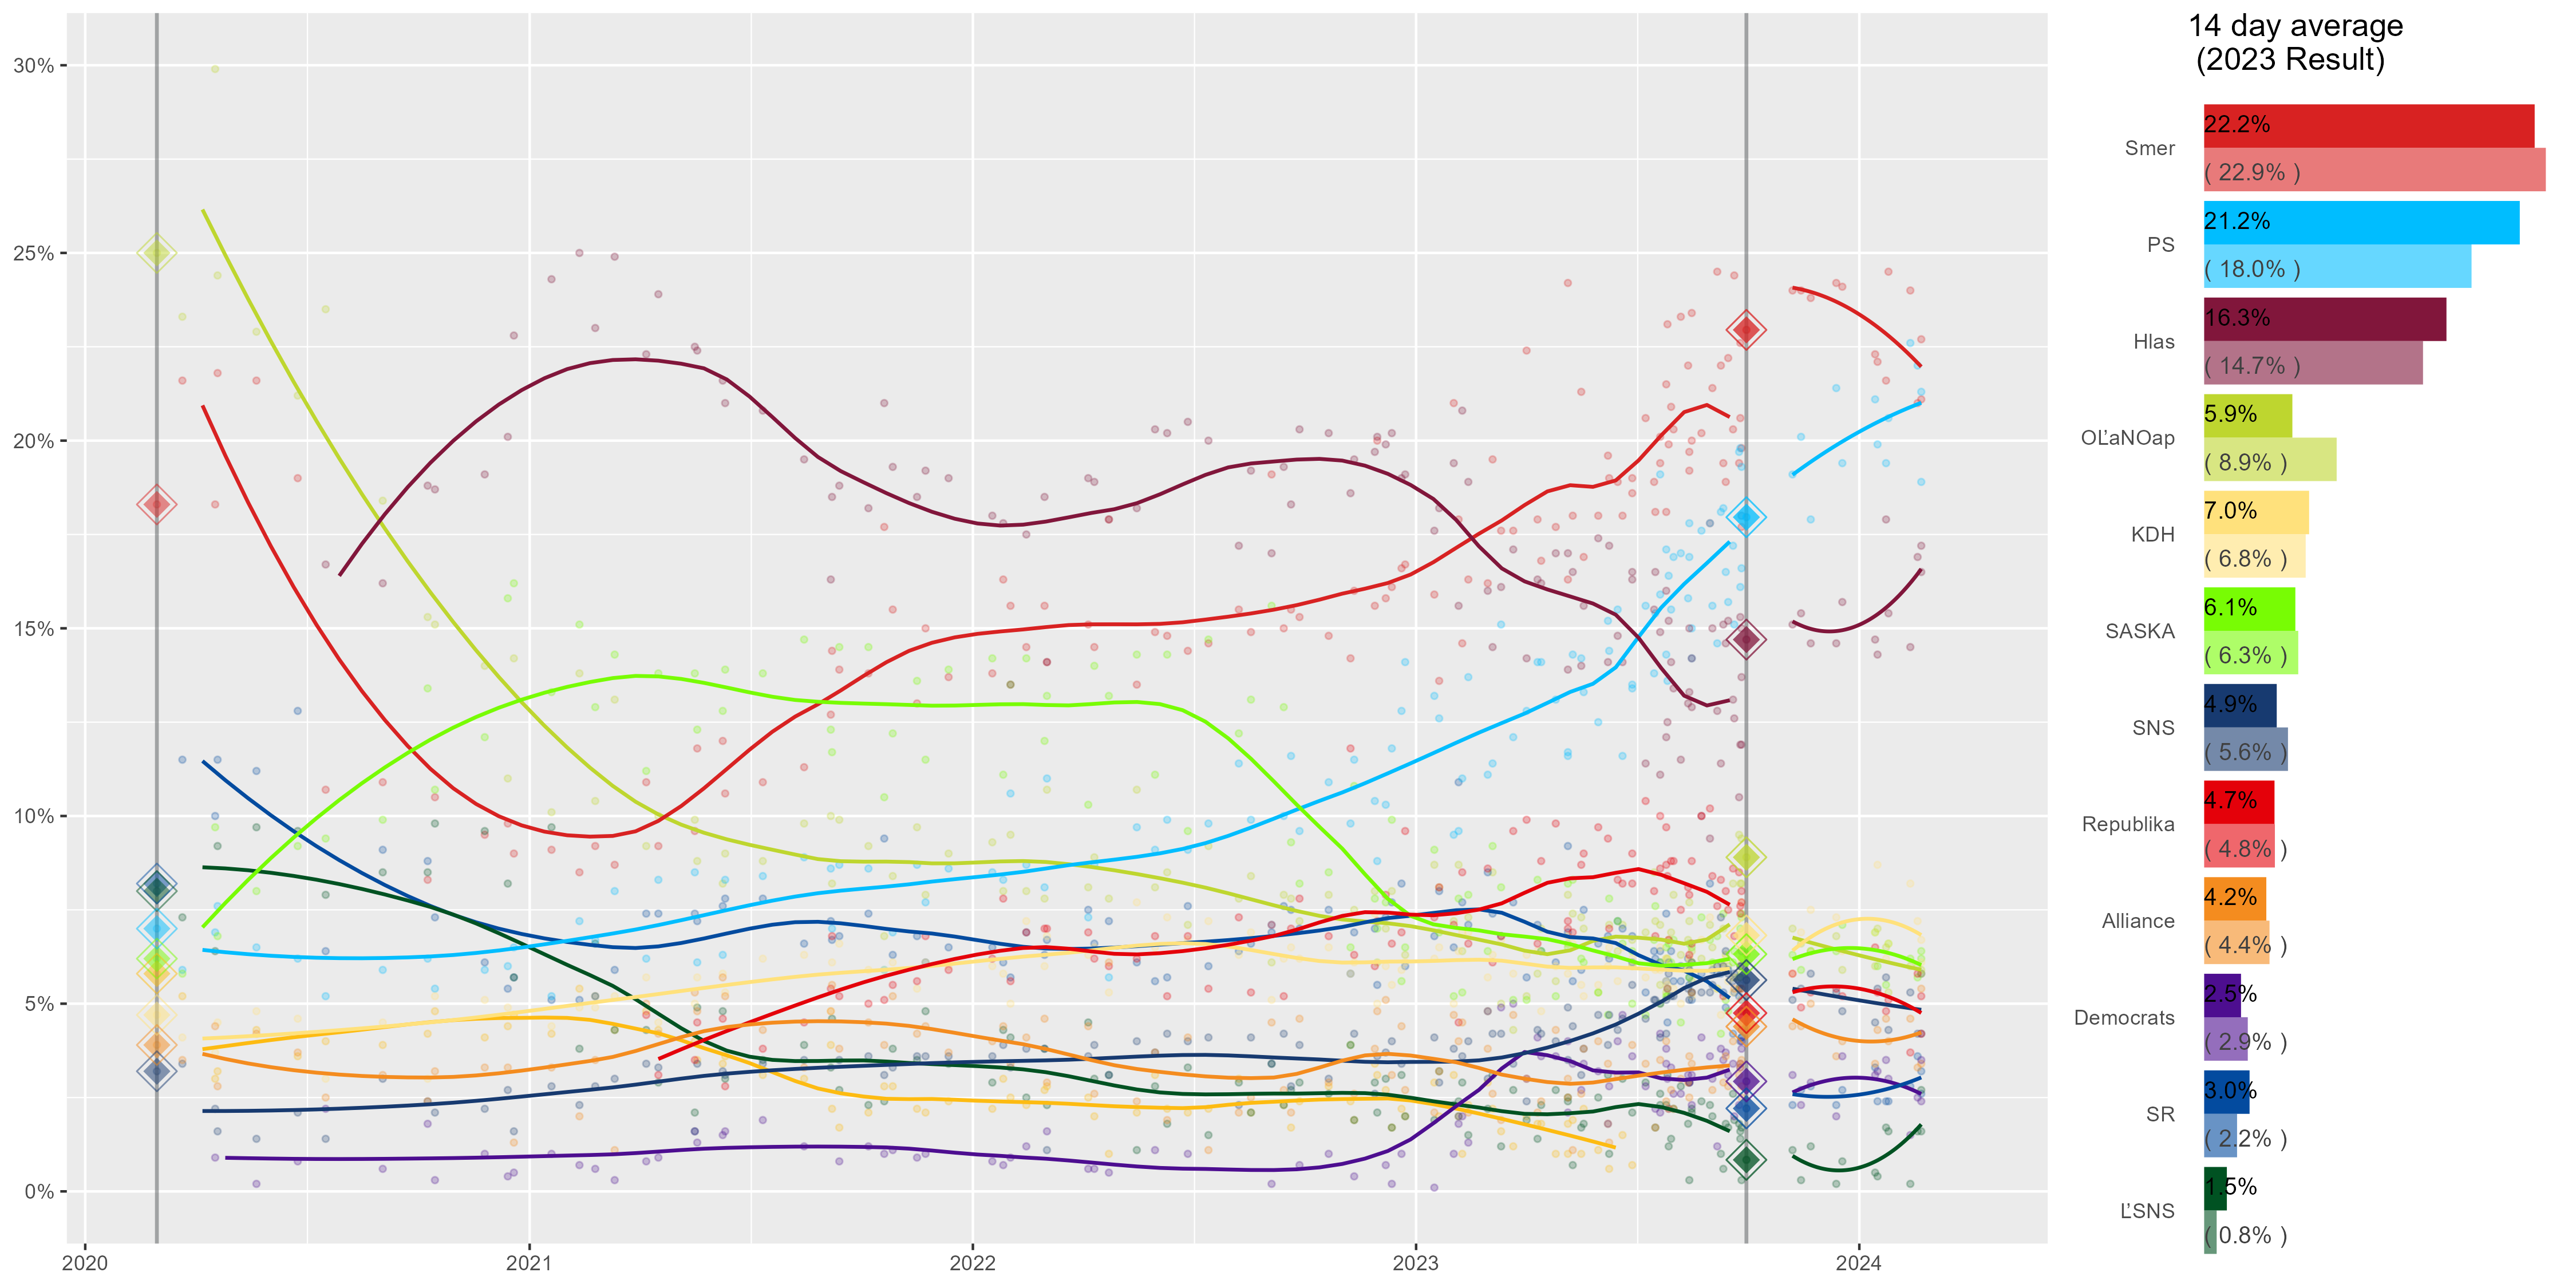 14 day average
(2023 Result)
30%
25%
20%
15%
10%
5%
0%
2020
2021
2022
2023
2024
Smer
22.2%
( 22.9% )
PS
21.2%
( 18.0% )
Hlas
16.3%
( 14.7% )
OĽaNOap
5.9%
( 8.9% )
KDH
7.0%
( 6.8% )
SASKA
6.1%
( 6.3% )
SNS
4.9%
( 5.6% )
Republika
4.7%
( 4.8% )
Alliance
4.2%
( 4.4% )
Democrats
2.5%
( 2.9% )
SR
3.0%
( 2.2% )
ĽSNS
1.5%
( 0.8% )